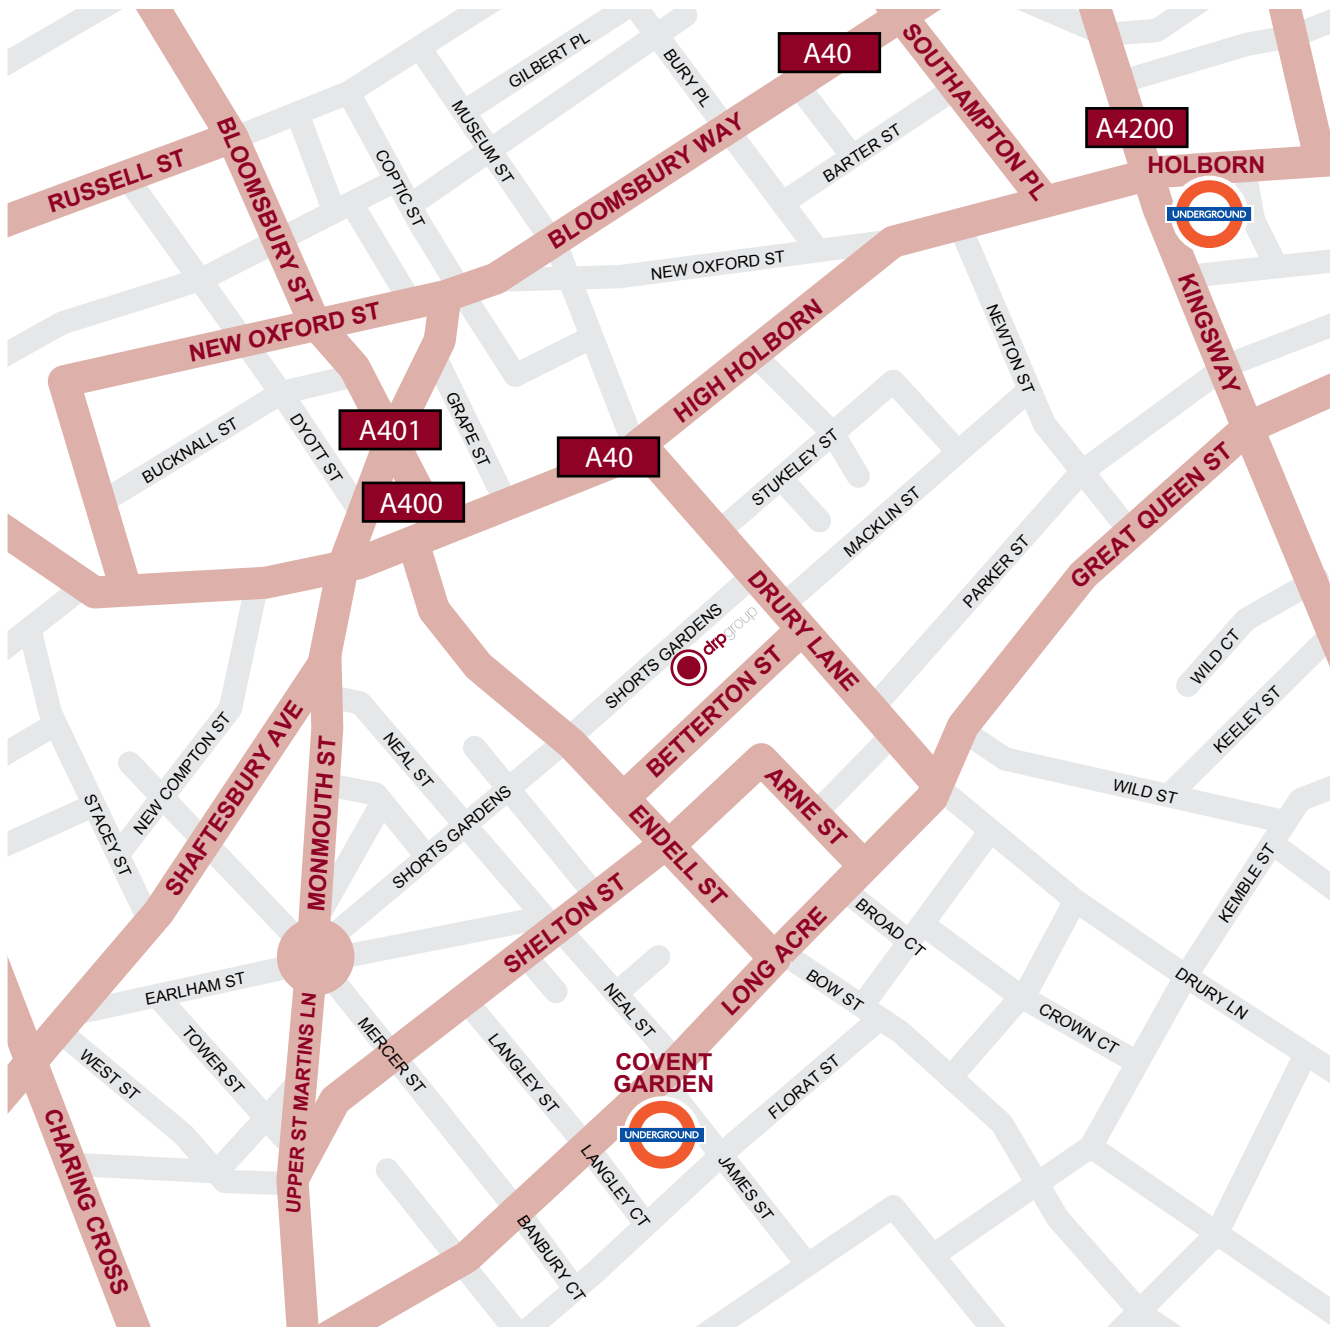 A40
SOUTHAMPTON PL
GILBERT PL
BURY PL
A4200
HOLBORN
UNDERGROUND
BLOOMSBURY ST
MUSEUM ST
BLOOMSBURY WAY
BARTER ST
RUSSELL ST
COPTIC ST
NEW OXFORD ST
NEW OXFORD ST
KINGSWAY
HIGH HOLBORN
NEWTON ST
A401
GRAPE ST
BUCKNALL ST
DYOTT ST
A40
A400
STUKELEY ST
MACKLIN ST
GREAT QUEEN ST
PARKER ST
DRURY LANE
SHORTS GARDENS
drpgroup
BETTERTON ST
WILD CT
KEELEY ST
NEW COMPTON ST
SHAFTESBURY AVE
MONMOUTH ST
NEAL ST
WILD ST
STACEY ST
SHORTS GARDENS
ARNE ST
ENDELL ST
KEMBLE ST
SHELTON ST
LONG ACRE
BROAD CT
EARLHAM ST
BOW ST
DRURY LN
NEAL ST
CROWN CT
TOWER ST
WEST ST
UPPER ST MARTINS LN
MERCER ST
LANGLEY ST
COVENT
GARDEN
UNDERGROUND
FLORAT ST
CHARING CROSS
LANGLEY CT
JAMES ST
BANBURY CT